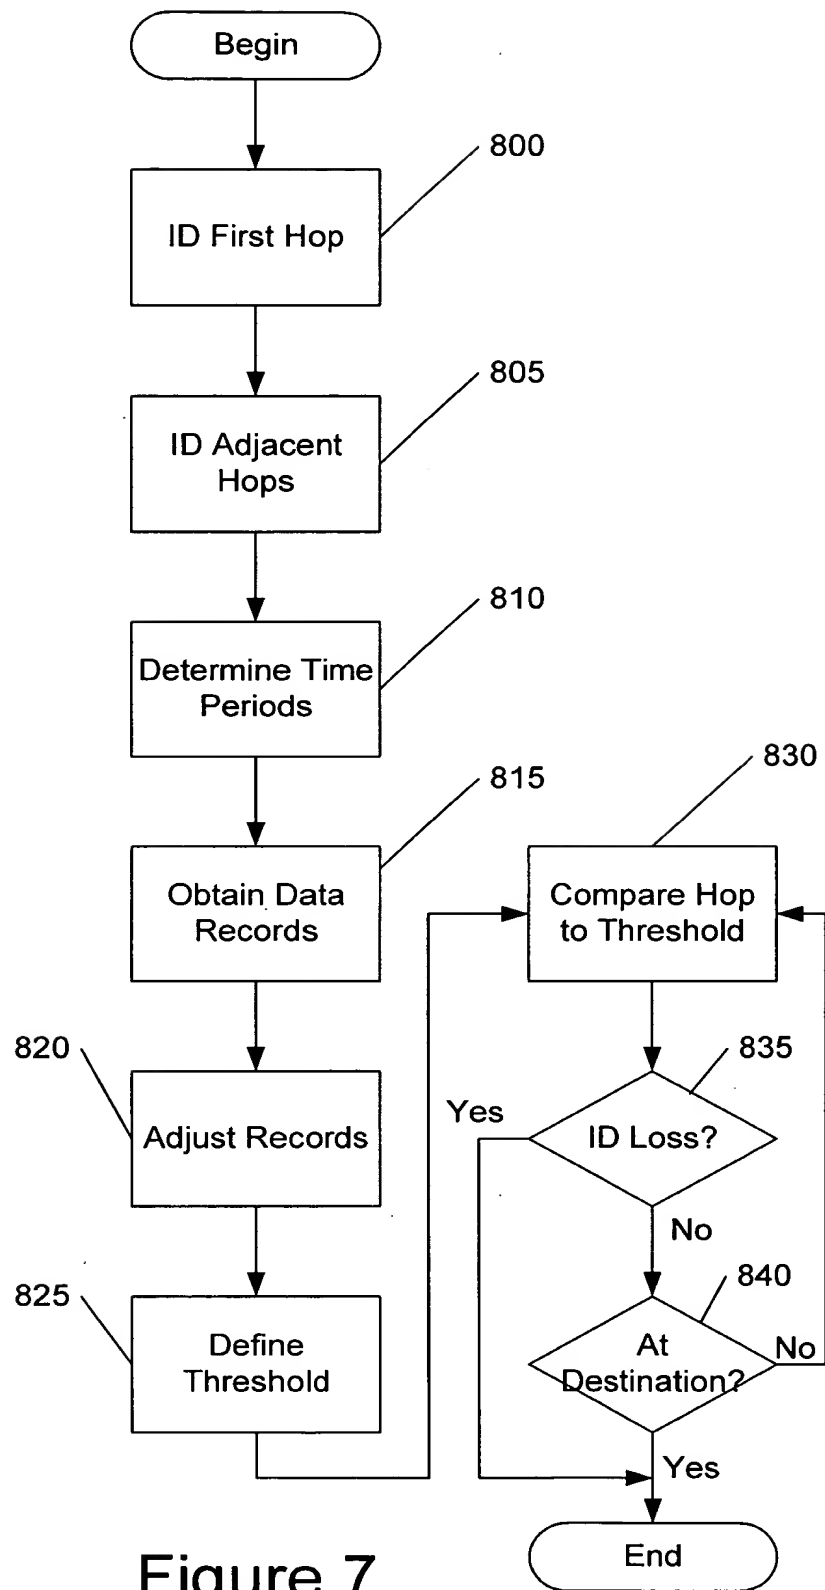 Begin
800
ID First Hop
805
ID Adjacent
Hops
810
Determine Time
Periods
815
Obtain Data
Records
820
Adjust Records
825
Define
Threshold
830
Compare Hop
to Threshold
835
Yes
ID Loss?
No
840
At
Destination?
No
Yes
End
Figure 7